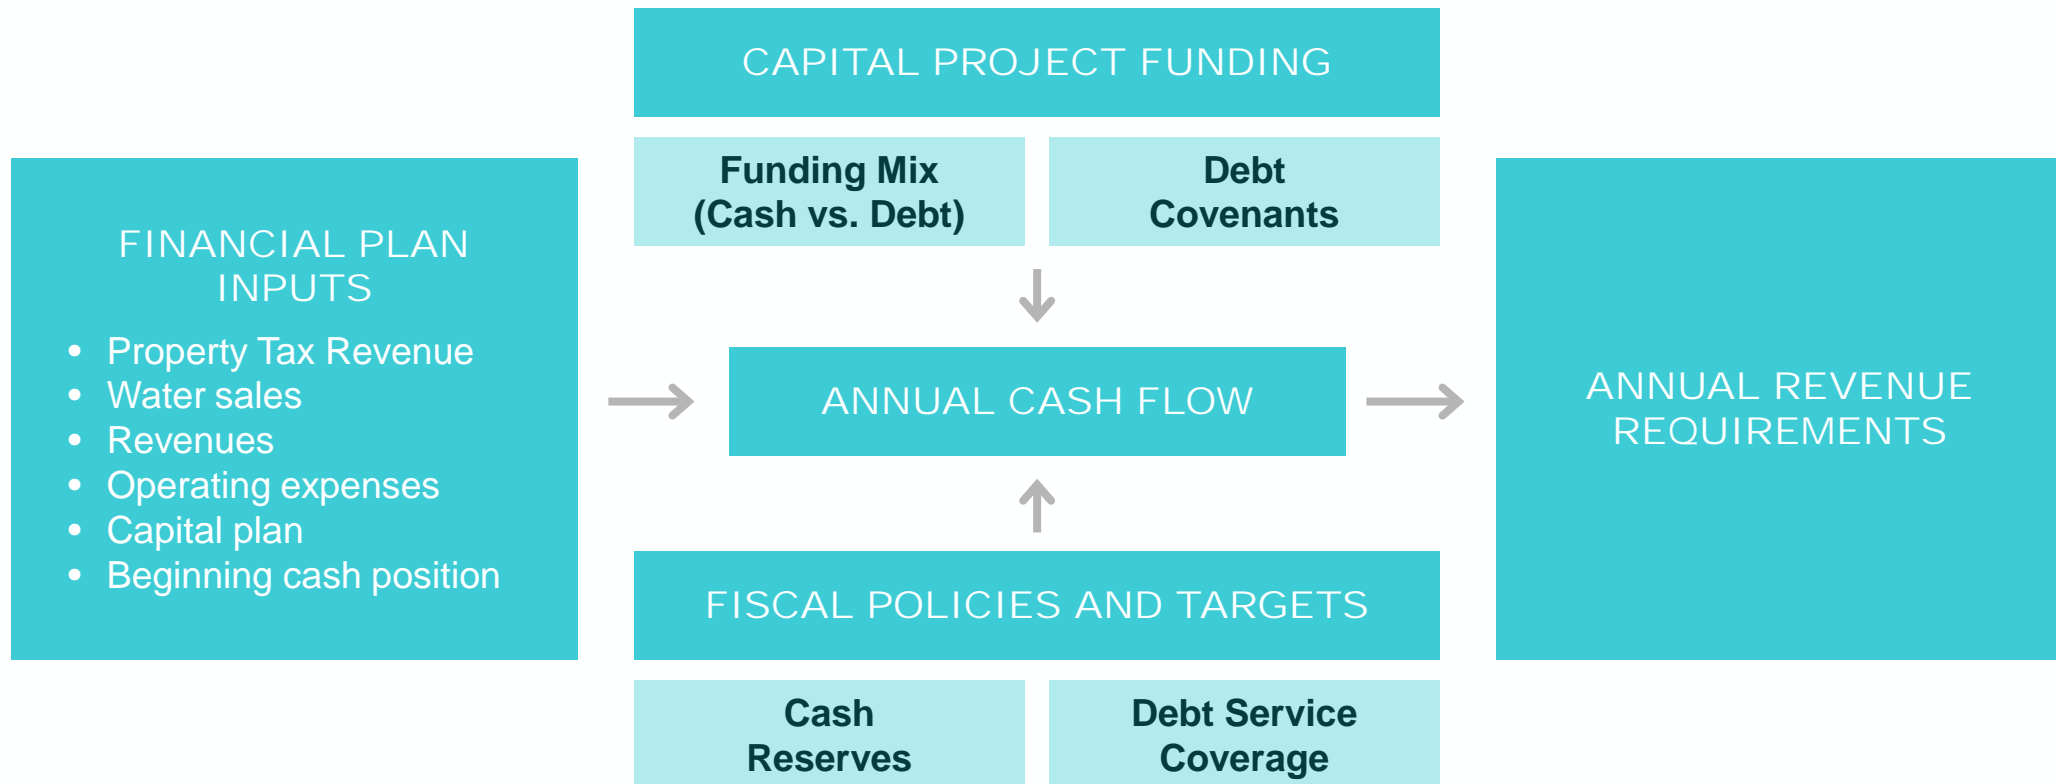 CAPITAL PROJECT FUNDING
Funding Mix
(Cash vs. Debt)
Debt
Covenants
FINANCIAL PLAN
INPUTS
• Property Tax Revenue
• Water sales
• Revenues
• Operating expenses
• Capital plan
• Beginning cash position
ANNUAL CASH FLOW
ANNUAL REVENUE
REQUIREMENTS
FISCAL POLICIES AND TARGETS
Cash
Reserves
Debt Service
Coverage